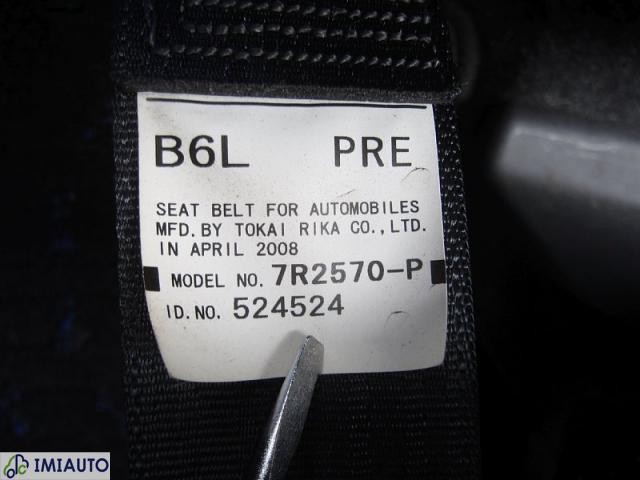 B6L PRE
SEAT BELT FOR AUTOMOBILES
MFD. BY TOKAI RIKA CO., LTD.
IN APRIL 2008
MODEL NO. 7R2570-P
ID. NO. 524524
IMIAUTO